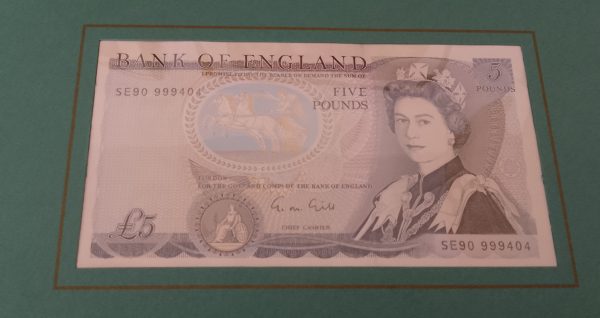 BANK OF ENGLAND
I PROMISE TO PAY THE BEARER ON DEMAND THE SUM OF
SE90 999404
FIVE
POUNDS
5
POUNDS
LONDON
FOR THE GOVR AND COMPA OF THE BANK OF ENGLAND
G. M. Gill
CHIEF CASHIER
£5
SE90 999404